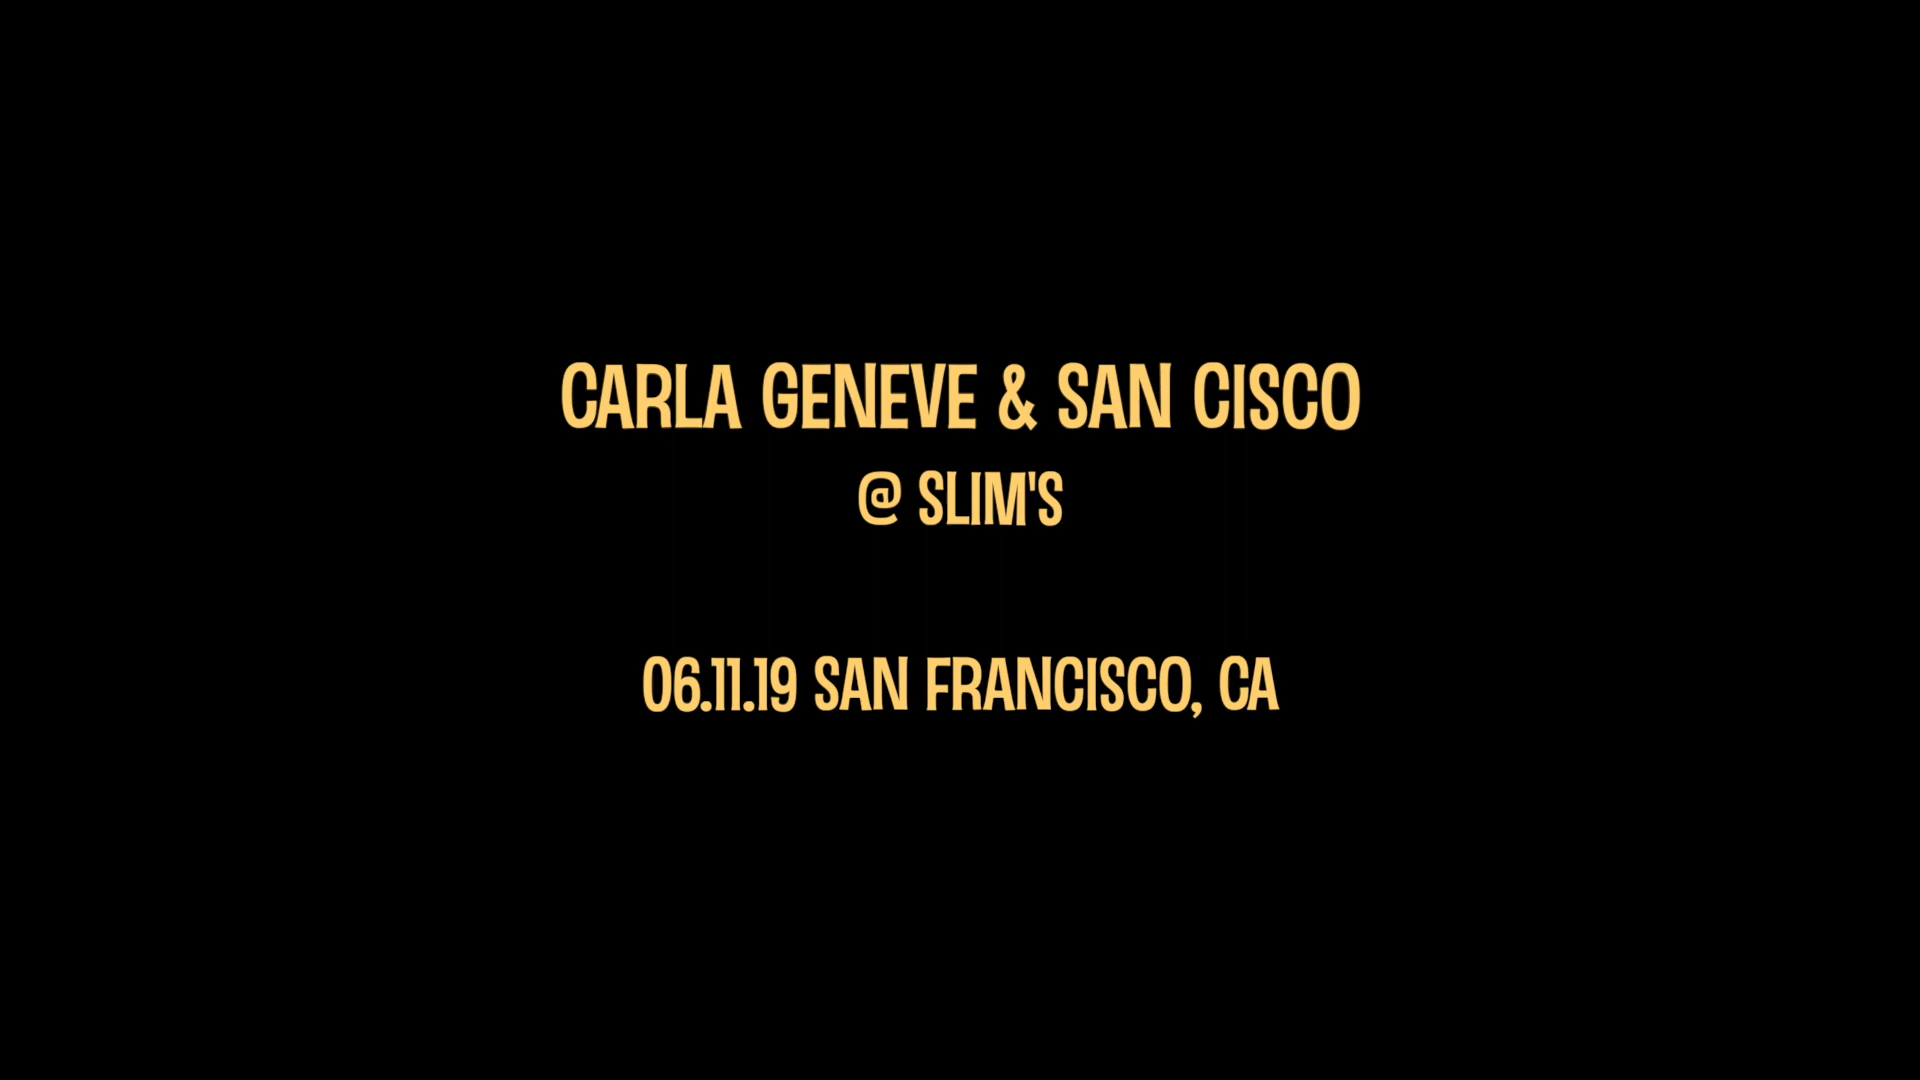 CARLA GENEVE & SAN CISCO
@ SLIM'S
06.11.19 SAN FRANCISCO, CA